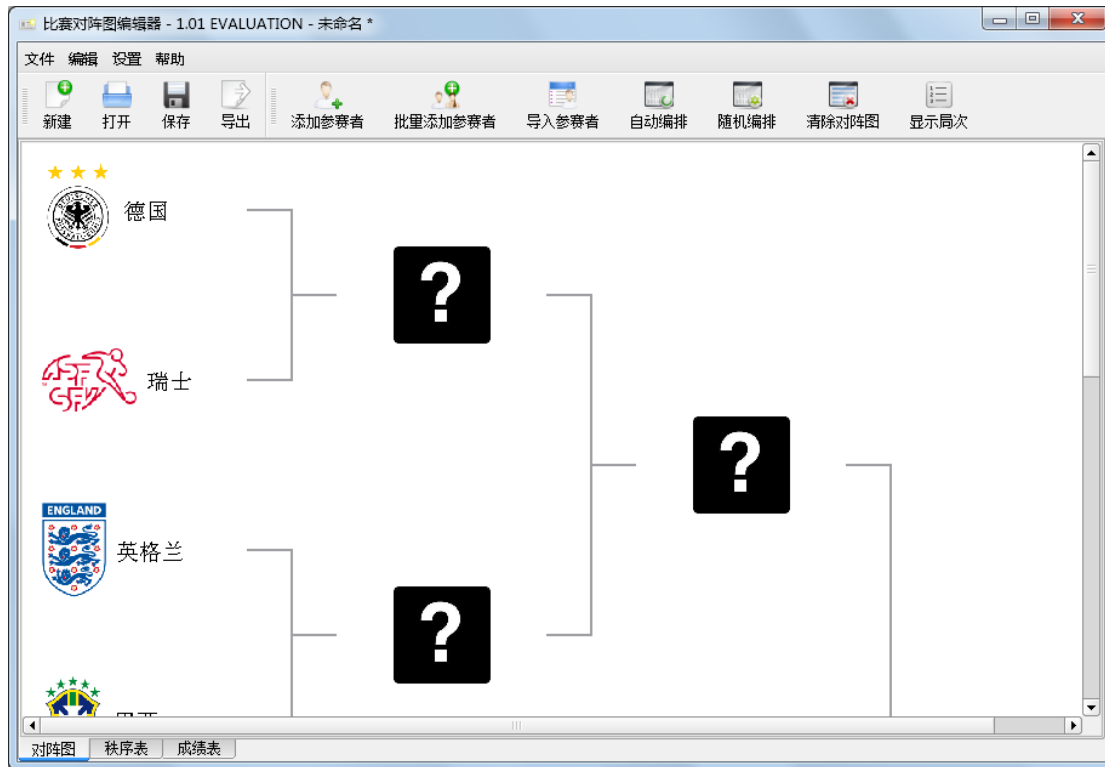 比赛对阵图编辑器 - 1.01 EVALUATION - 未命名 *
文件 编辑 设置 帮助
新建 打开 保存 导出 添加参赛者 批里添加参赛者 导入参赛者 自动编排 随机编排 清除对阵图 显示局次
德国
?
ASF
SFV
瑞士
?
ENGLAND
英格兰
?
对阵图 秩序表 成绩表